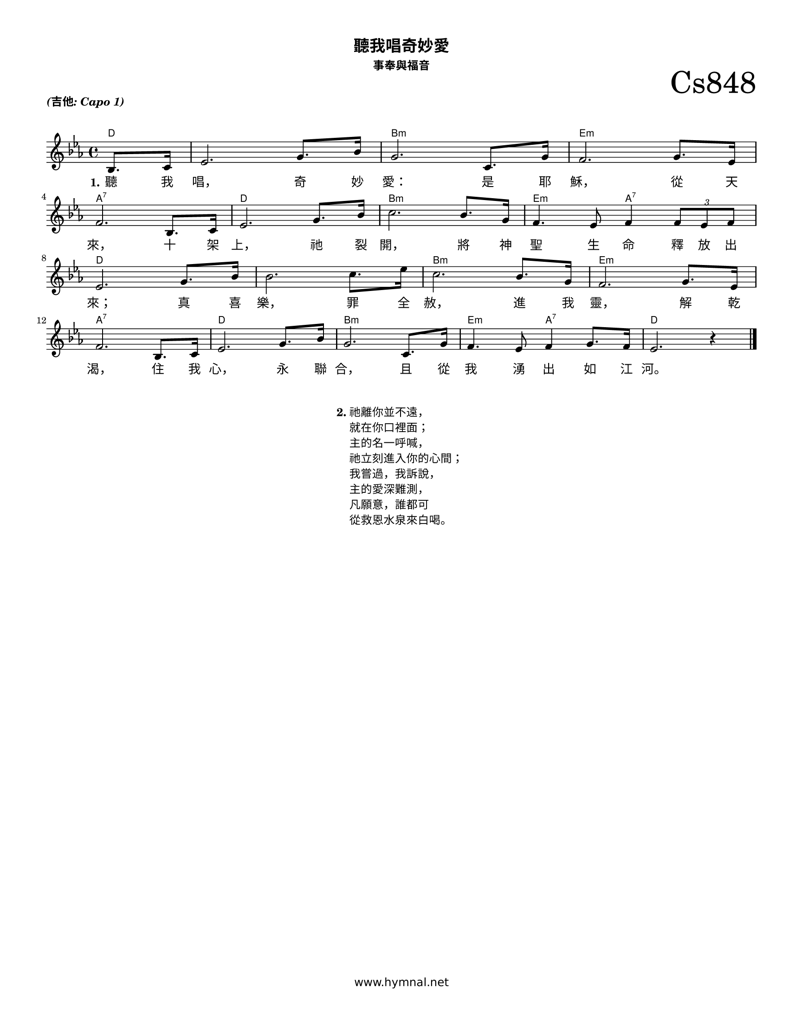 聽我唱奇妙愛
事奉與福音
Cs848
(吉他: Capo 1)
D Bm Em
1. 聽 我 唱, 奇 妙 愛: 是 耶 穌, 從 天
4 A7 D Bm Em A7
3
來, 十 架 上, 祂 裂 開, 將 神 聖 生 命 釋 放 出
8 D Bm Em
來; 真 喜 樂, 罪 全 赦, 進 我 靈, 解 乾
12 A7 D Bm Em A7 D
渴, 住 我 心, 永 聯 合, 且 從 我 湧 出 如 江 河。
2. 祂離你並不遠,
就在你口裡面;
主的名一呼喊,
祂立刻進入你的心間;
我嘗過,我訴說,
主的愛深難測,
凡願意,誰都可
從救恩水泉來白喝。
www.hymnal.net